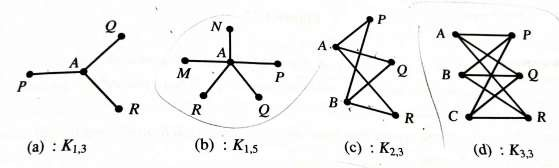 Q
A
P
R
(a) : K1,3
N
A
M
P
R
Q
(b) : K1,5
P
A
Q
B
R
(c) : K2,3
A
P
B
Q
C
R
(d) : K3,3